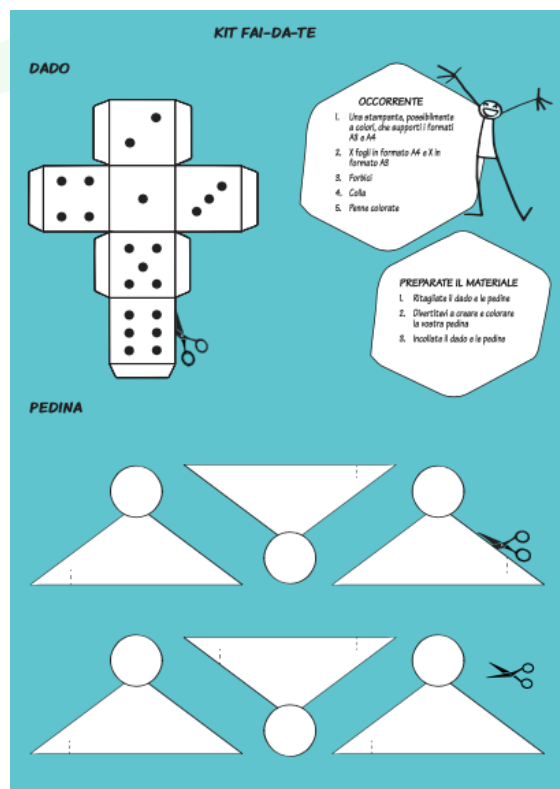 KIT FAI-DA-TE
DADO
OCCORRENTE
1. Una stampante, possibilmente
a colori, che supporti i formati
A3 e A4
2. X fogli in formato A4 e X in
formato A3
3. Forbici
4. Colla
5. Penne colorate
PREPARATE IL MATERIALE
1. Ritagliate il dado e le pedine
2. Divertitevi a creare e colorare
la vostra pedina
3. Incollate il dado e le pedine
PEDINA